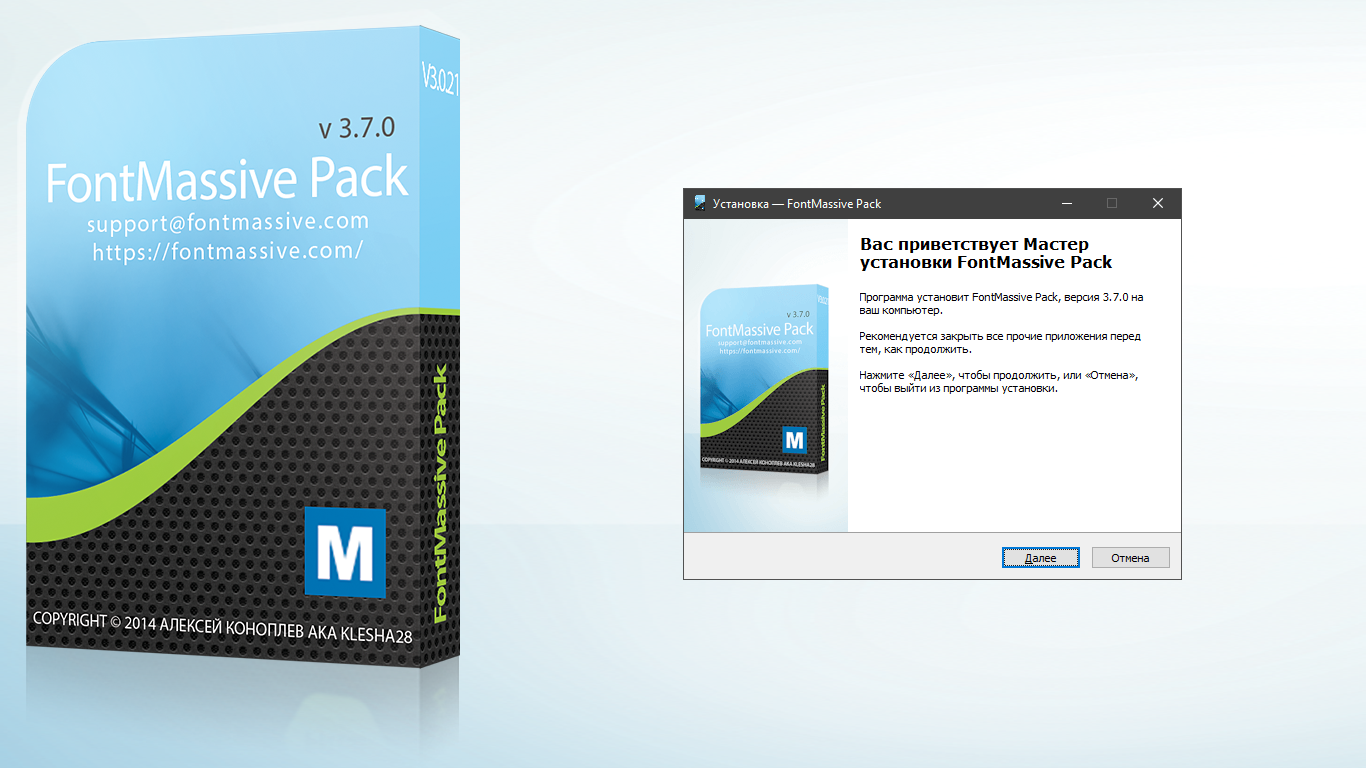 V3.0.21
v 3.7.0
FontMassive Pack
support@fontmassive.com
https://fontmassive.com/
FontMassive Pack
M
COPYRIGHT © 2014 АЛЕКСЕЙ КОНОПЛЕВ AKA KLESHA28
Установка — FontMassive Pack
V3.0.21
v 3.7.0
FontMassive Pack
support@fontmassive.com
https://fontmassive.com/
FontMassive Pack
M
COPYRIGHT © 2014 АЛЕКСЕЙ КОНОПЛЕВ AKA KLESHA28
Вас приветствует Мастер
установки FontMassive Pack
Программа установит FontMassive Pack, версия 3.7.0 на
ваш компьютер.
Рекомендуется закрыть все прочие приложения перед
тем, как продолжить.
Нажмите «Далее», чтобы продолжить, или «Отмена»,
чтобы выйти из программы установки.
Далее
Отмена